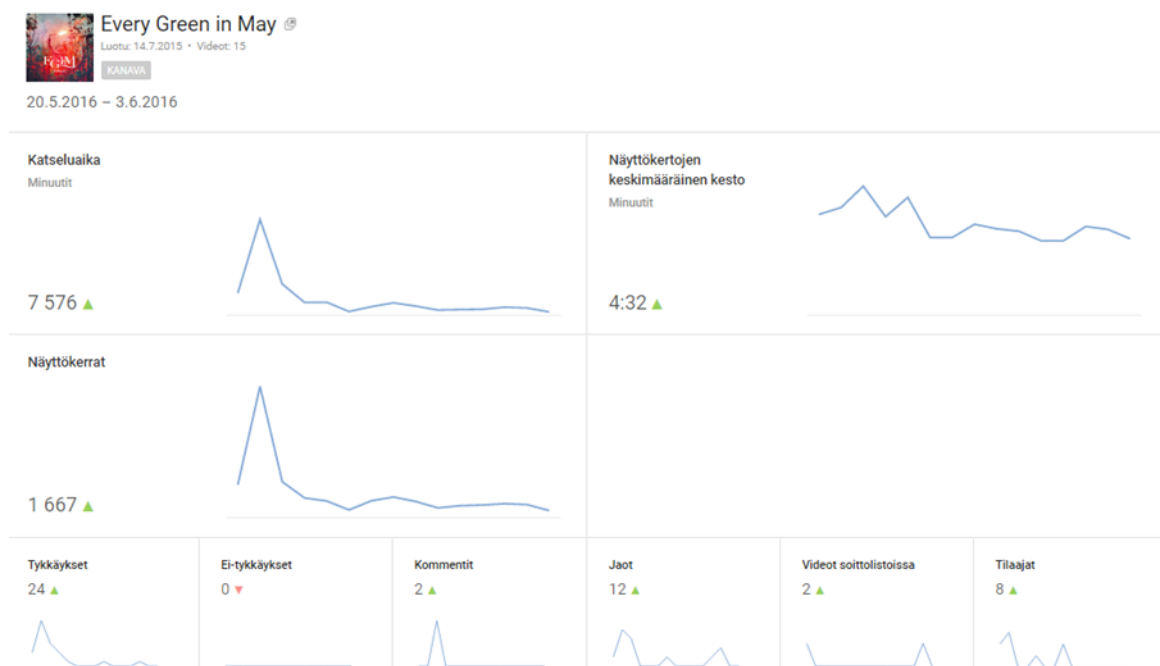 Every Green in May
Luotu: 14.7.2015 • Videot: 15
KANAVA
20.5.2016 – 3.6.2016
Katseluaika
Minuutit
7 576
Näyttökertojen
keskimääräinen kesto
Minuutit
4:32
Näyttökerrat
1 667
Tykkäykset
24
Ei-tykkäykset
0
Kommentit
2
Jaot
12
Videot soittolistoissa
2
Tilaajat
8